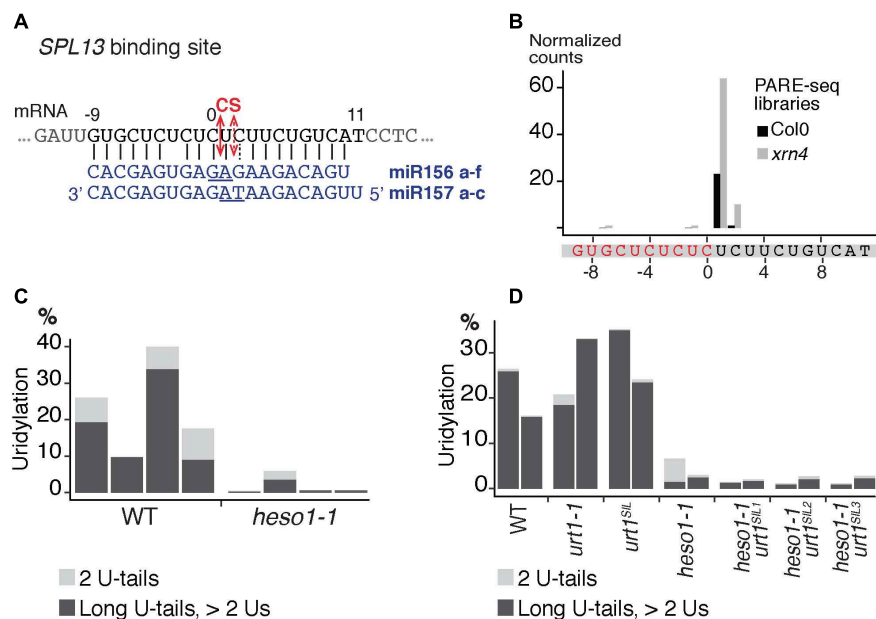 A
SPL13 binding site
CS
mRNA -9 0 11
... GAUUGUGCUCUCUCUCUUCUGUCATCCTC ...
CACGAGUGAGAGAAGACAGU miR156 a-f
3' CACGAGUGAGATAAGACAGUU 5' miR157 a-c
B
Normalized
counts
60
40
20
PARE-seq
libraries
Col0
xrn4
GUGCUCUCUCUCUUCUGUCAT
-8 -4 0 4 8
C
%
Uridylation
40
30
20
10
0
WT heso1-1
2 U-tails
Long U-tails, > 2 Us
D
%
Uridylation
30
20
10
0
WT
urt1-1
urt1SIL
heso1-1
heso1-1 urt1SIL1
heso1-1 urt1SIL2
heso1-1 urt1SIL3
2 U-tails
Long U-tails, > 2 Us